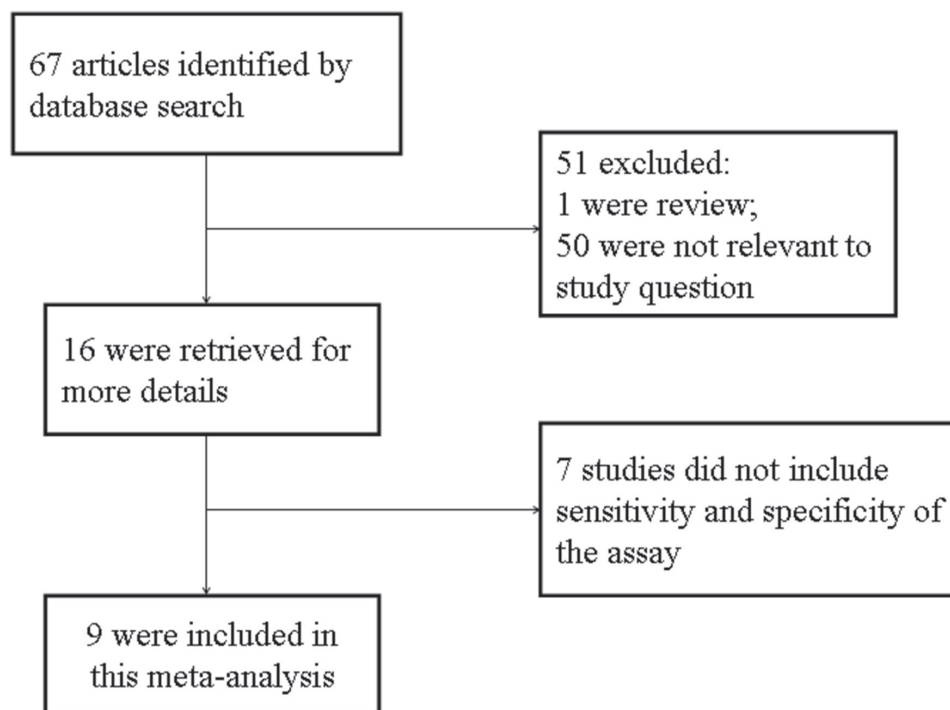 67 articles identified by
database search
51 excluded:
1 were review;
50 were not relevant to
study question
16 were retrieved for
more details
7 studies did not include
sensitivity and specificity of
the assay
9 were included in
this meta-analysis